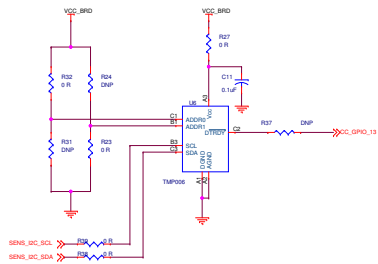 VCC_BRD
VCC_BRD
R27
0 R
R32
0 R
R24
DNP
C11
0.1uF
U6
A3
Vcc
C1
B1
ADDR0
ADDR1
DTRDY
C2
R37
DNP
CC_GPIO_13
R31
DNP
R23
0 R
B3
C3
SCL
SDA
DGND
AGND
A1
A2
TMP006
SENS_I2C_SCL
0 R
SENS_I2C_SDA
0 R